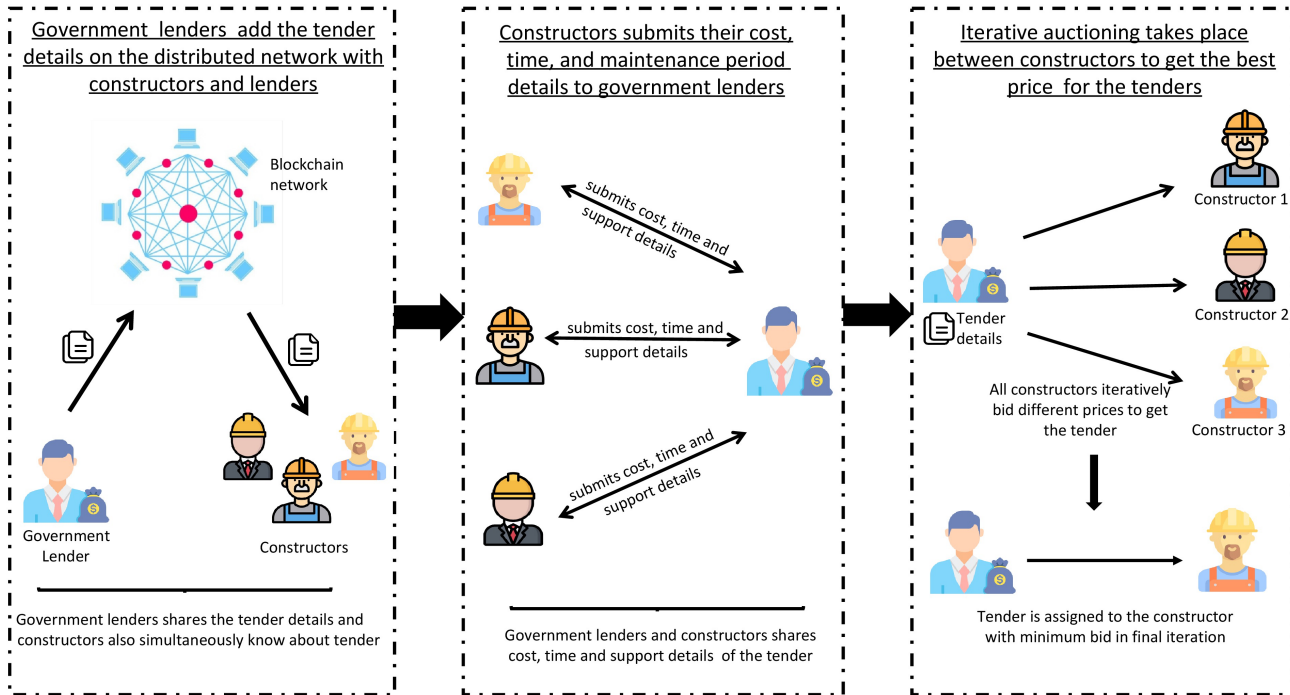 Government lenders add the tender
details on the distributed network with
constructors and lenders
Blockchain
network
Government
Lender
Constructors
Government lenders shares the tender details and
constructors also simultaneously know about tender
Constructors submits their cost,
time, and maintenance period
details to government lenders
submits cost, time and
support details
submits cost, time and
support details
submits cost, time and
support details
Government lenders and constructors shares
cost, time and support details of the tender
Iterative auctioning takes place
between constructors to get the best
price for the tenders
Constructor 1
Constructor 2
Tender
details
Constructor 3
All constructors iteratively
bid different prices to get
the tender
Tender is assigned to the constructor
with minimum bid in final iteration